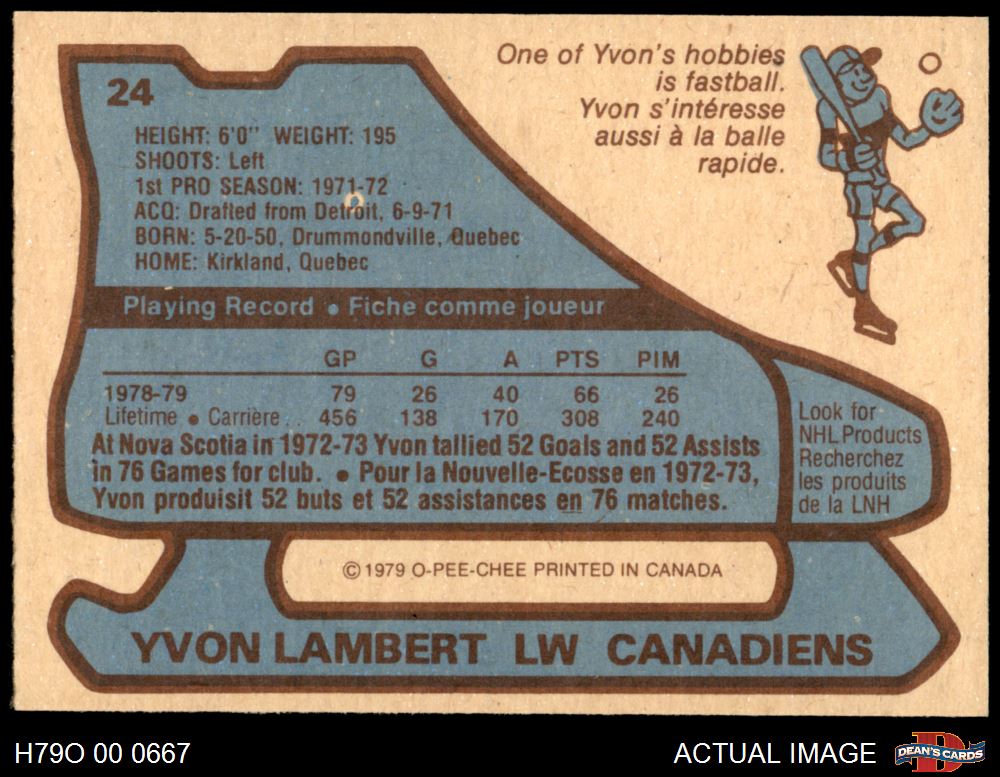 24
One of Yvon's hobbies
is fastball.
Yvon s'intéresse
aussi à la balle
rapide.
HEIGHT: 6'0" WEIGHT: 195
SHOOTS: Left
1st PRO SEASON: 1971-72
ACQ: Drafted from Detroit, 6-9-71
BORN: 5-20-50, Drummondville, Quebec
HOME: Kirkland, Quebec
Playing Record • Fiche comme joueur
GP G A PTS PIM
1978-79 79 26 40 66 26
Lifetime • Carrière . . 456 138 170 308 240
At Nova Scotia in 1972-73 Yvon tallied 52 Goals and 52 Assists
in 76 Games for club. • Pour la Nouvelle-Ecosse en 1972-73,
Yvon produisit 52 buts et 52 assistances en 76 matches.
Look for
NHL Products
Recherchez
les produits
de la LNH
© 1979 O-PEE-CHEE PRINTED IN CANADA
YVON LAMBERT LW CANADIENS
H79O 00 0667
ACTUAL IMAGE
D
DEAN'S CARDS